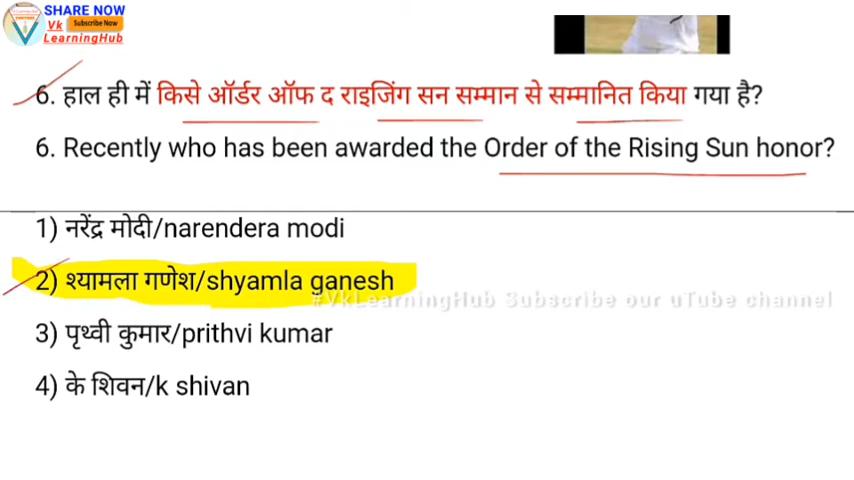 SHARE NOW
Vk Subscribe Now
LearningHub
6. हाल ही में किसे ऑर्डर ऑफ द राइजिंग सन सम्मान से सम्मानित किया गया है?
6. Recently who has been awarded the Order of the Rising Sun honor?
1) नरेंद्र मोदी/narendera modi
2) श्यामला गणेश/shyamla ganesh
#VkLearningHub Subscribe our uTube channel
3) पृथ्वी कुमार/prithvi kumar
4) के शिवन/k shivan